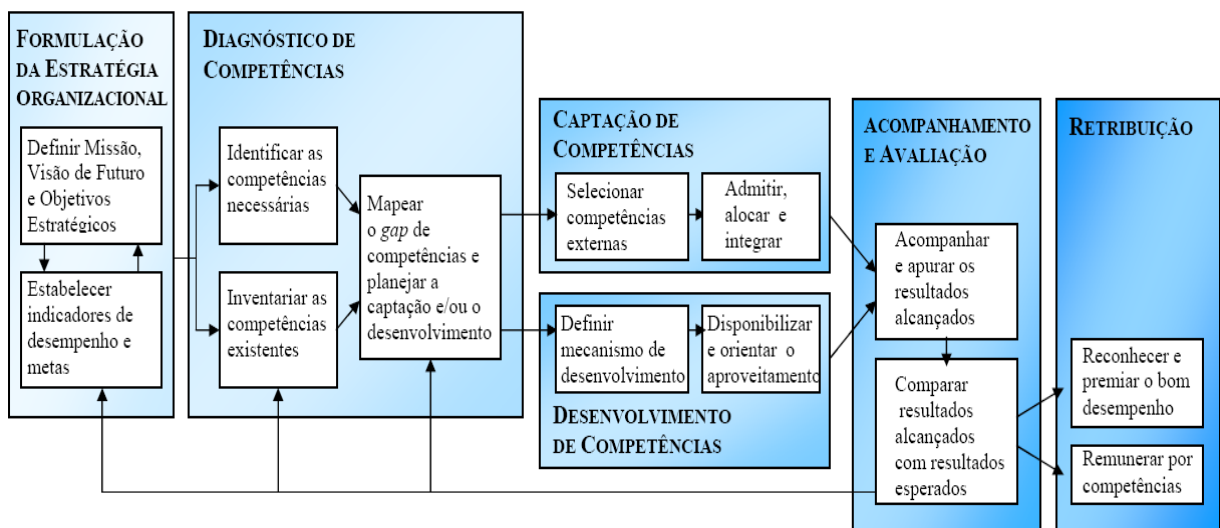 FORMULAÇÃO
DA ESTRATÉGIA
ORGANIZACIONAL
Definir Missão,
Visão de Futuro
e Objetivos
Estratégicos
Estabelecer
indicadores de
desempenho e
metas
DIAGNÓSTICO DE
COMPETÊNCIAS
Identificar as
competências
necessárias
Inventariar as
competências
existentes
Mapear
o gap de
competências e
planejar a
captação e/ou o
desenvolvimento
CAPTAÇÃO DE
COMPETÊNCIAS
Selecionar
competências
externas
Admitir,
alocar e
integrar
Definir
mecanismo de
desenvolvimento
Disponibilizar
e orientar o
aproveitamento
DESENVOLVIMENTO
DE COMPETÊNCIAS
ACOMPANHAMENTO
E AVALIAÇÃO
Acompanhar
e apurar os
resultados
alcançados
Comparar
resultados
alcançados
com resultados
esperados
RETRIBUIÇÃO
Reconhecer e
premiar o bom
desempenho
Remunerar por
competências